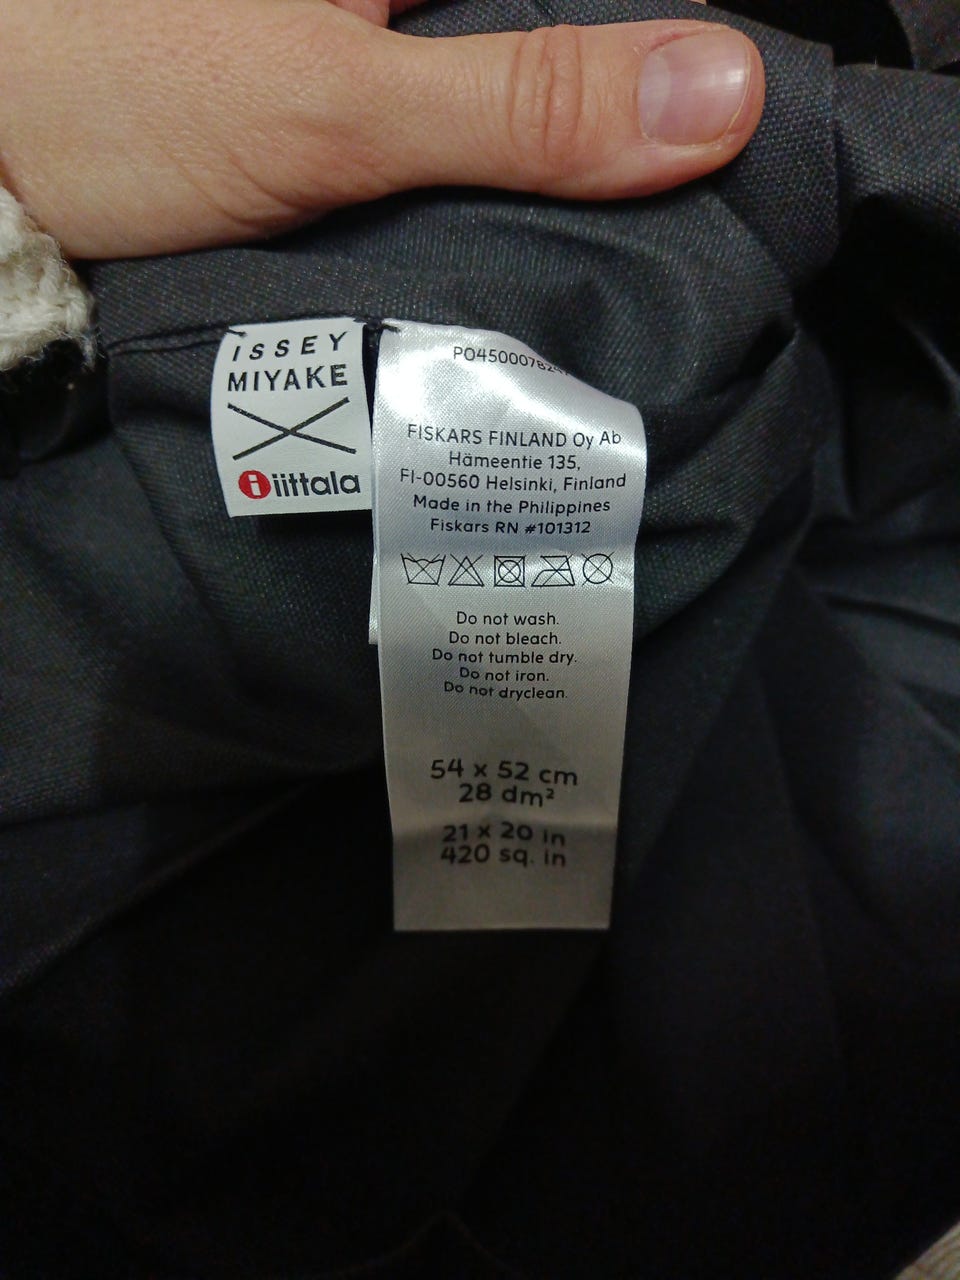 ISSEY
MIYAKE
iittala
FISKARS FINLAND Oy Ab
Hämeentie 135,
FI-00560 Helsinki, Finland
Made in the Philippines
Fiskars RN #101312
Do not wash.
Do not bleach.
Do not tumble dry.
Do not iron.
Do not dryclean.
54 x 52 cm
28 dm²
21 x 20 in
420 sq. in